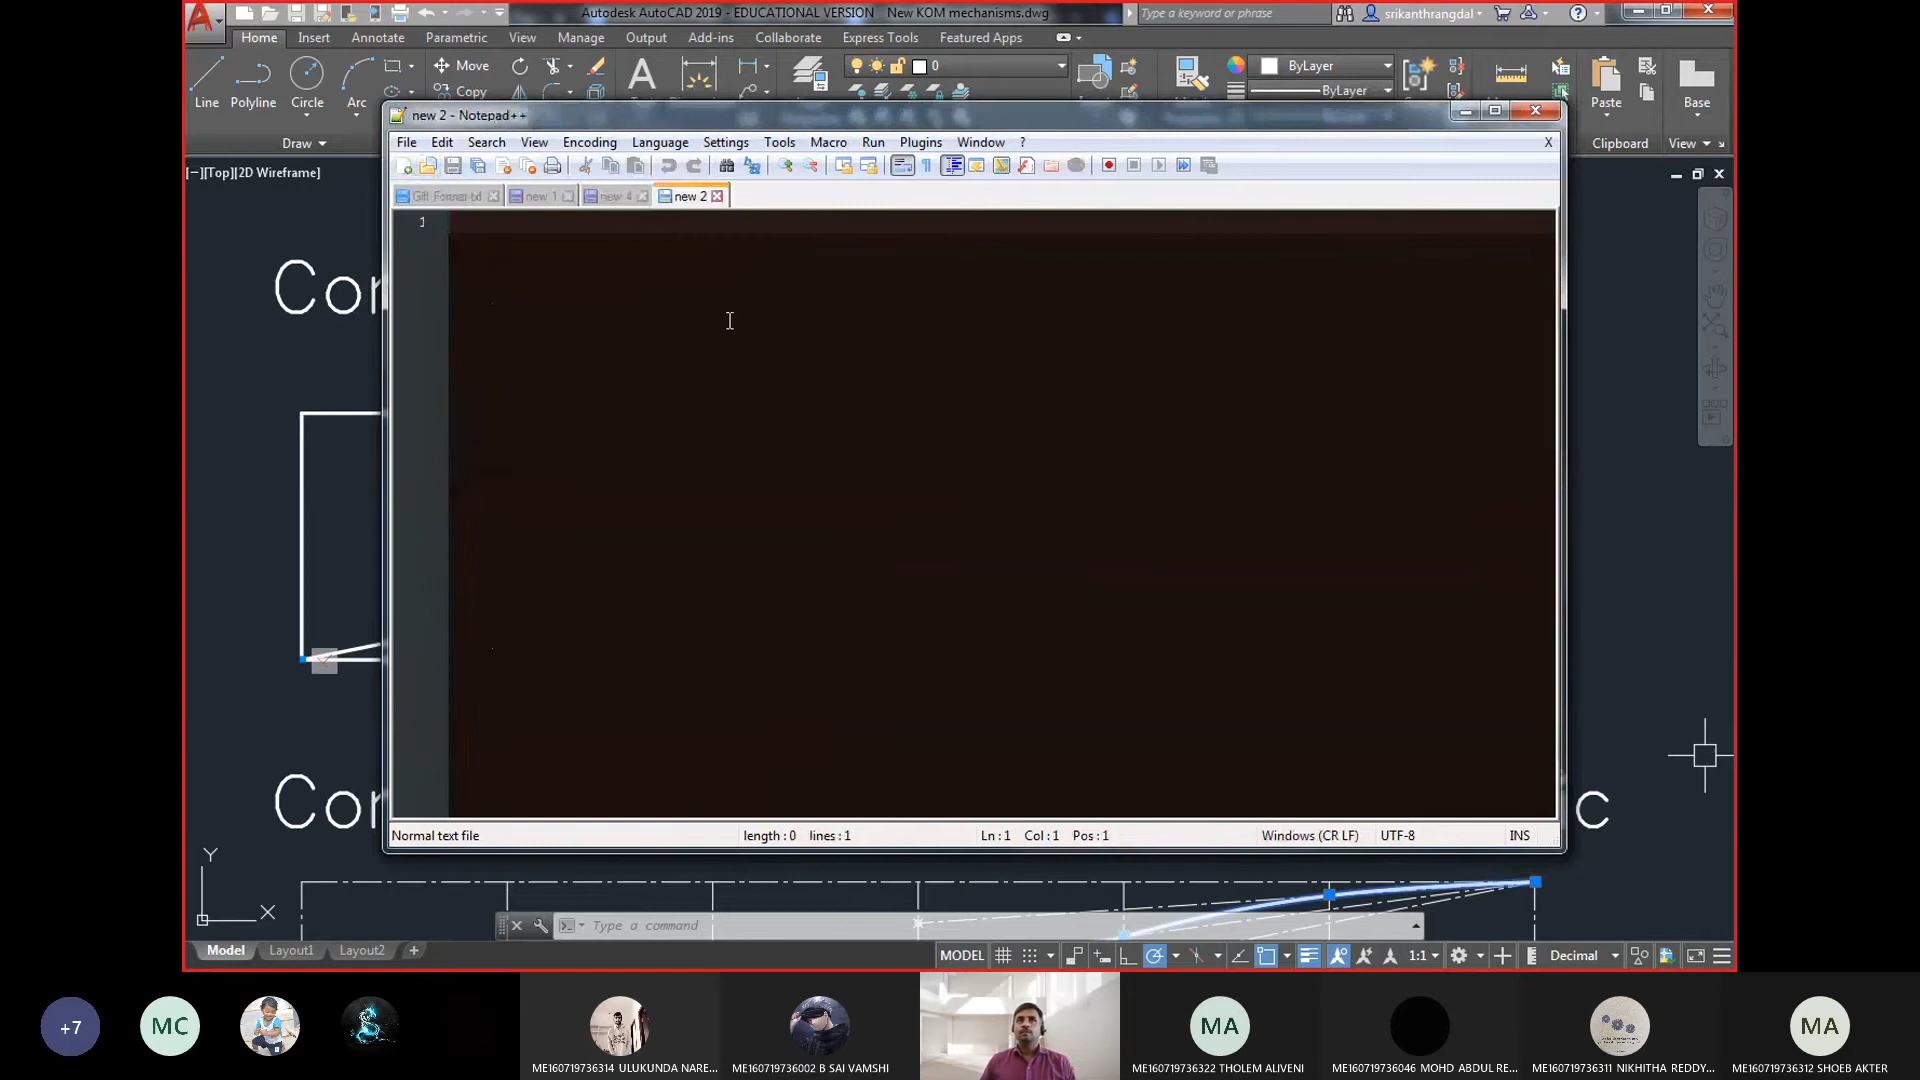 Autodesk AutoCAD 2019 - EDUCATIONAL VERSION New KOM mechanisms.dwg
Type a keyword or phrase
srikanthrangdal
Home Insert Annotate Parametric View Manage Output Add-ins Collaborate Express Tools Featured Apps
Move
0
ByLayer
Line Polyline Circle Arc
Copy
ByLayer
Paste
Base
Draw
Clipboard
View
new 2 - Notepad++
File Edit Search View Encoding Language Settings Tools Macro Run Plugins Window ?
X
[−][Top][2D Wireframe]
Gift Format.txt new 1 new 4 new 2
1
Cor
Cor
C
Normal text file length : 0 lines : 1 Ln : 1 Col : 1 Pos : 1 Windows (CR LF) UTF-8 INS
Y
X
Type a command
Model Layout1 Layout2 +
MODEL 1:1 Decimal
+7
MC
MA
MA
ME160719736314 ULUKUNDA NARE...
ME160719736002 B SAI VAMSHI
ME160719736322 THOLEM ALIVENI
ME160719736046 MOHD ABDUL RE...
ME160719736311 NIKHITHA REDDY...
ME160719736312 SHOEB AKTER